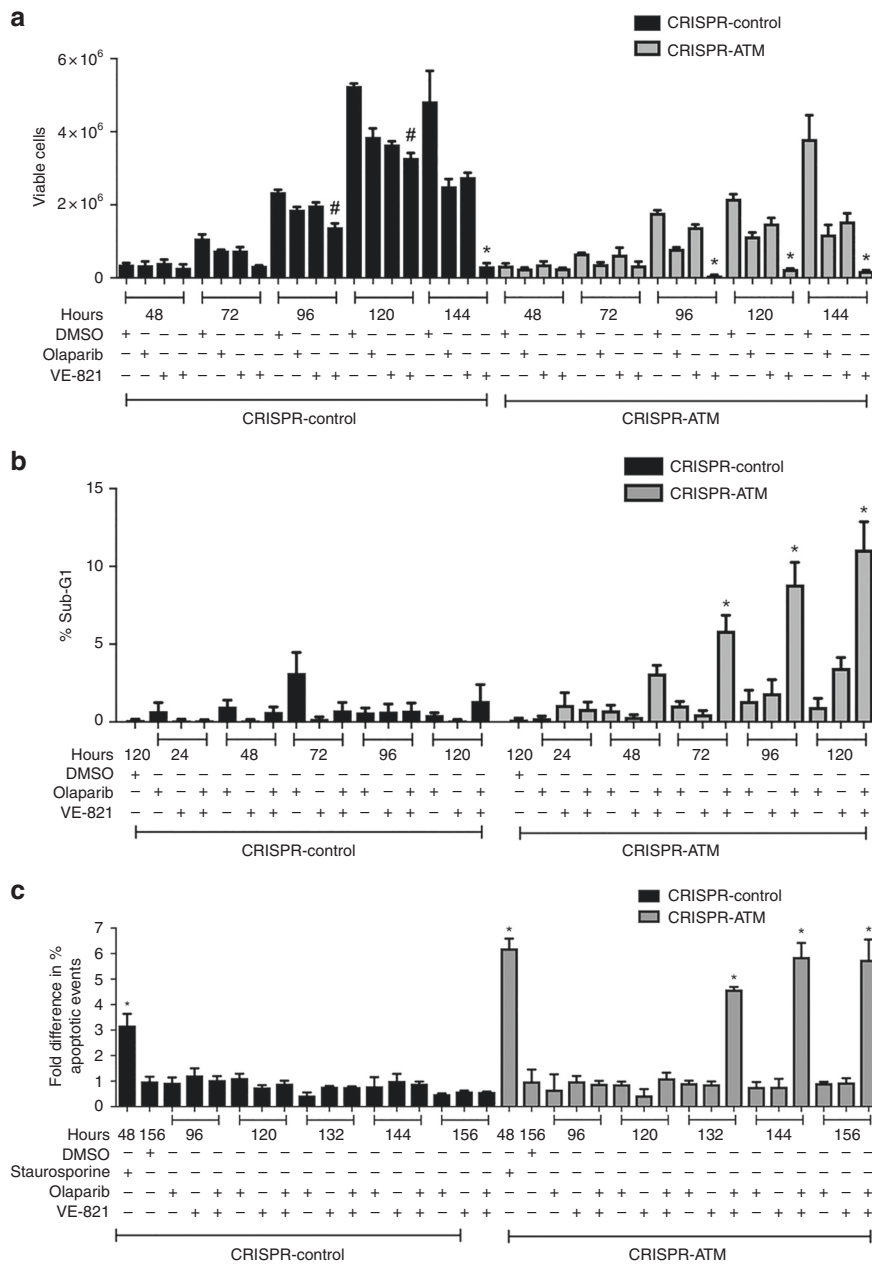 a
CRISPR-control
CRISPR-ATM
6 × 10⁶
4 × 10⁶
2 × 10⁶
0
Viable cells
# # * * * *
Hours 48 72 96 120 144 48 72 96 120 144
DMSO + − − − + − − − + − − − + − − − + − − − + − − − + − − − + − − − + − − − + − − −
Olaparib − + − − − + − − − + − − − + − − − + − − − + − − − + − − − + − − − + − − − + − −
VE-821 − − + + − − + + − − + + − − + + − − + + − − + + − − + + − − + + − − + + − − + +
CRISPR-control CRISPR-ATM
b
CRISPR-control
CRISPR-ATM
15
10
5
0
% Sub-G1
* * *
Hours 120 24 48 72 96 120 120 24 48 72 96 120
DMSO + − − − − − − − − − − − − − − − + − − − − − − − − − − − − − − −
Olaparib − + − + + − + + − + + − + + − + − + − + + − + + − + + − + + − +
VE-821 − − + + − + + − + + − + + − + + − − + + − + + − + + − + + − + +
CRISPR-control CRISPR-ATM
c
CRISPR-control
CRISPR-ATM
7
6
5
4
3
2
1
0
Fold difference in %
apoptotic events
* * * * *
Hours 48 156 96 120 132 144 156 48 156 96 120 132 144 156
DMSO − + − − − − − − − − − − − − − − − − + − − − − − − − − − − − − − − −
Staurosporine + − − − − − − − − − − − − − − − − + − − − − − − − − − − − − − − − −
Olaparib − − + − + + − + + − + + − + + − + − − + − + + − + + − + + − + + − +
VE-821 − − − + + − + + − + + − + + − + + − − − + + − + + − + + − + + − + +
CRISPR-control CRISPR-ATM